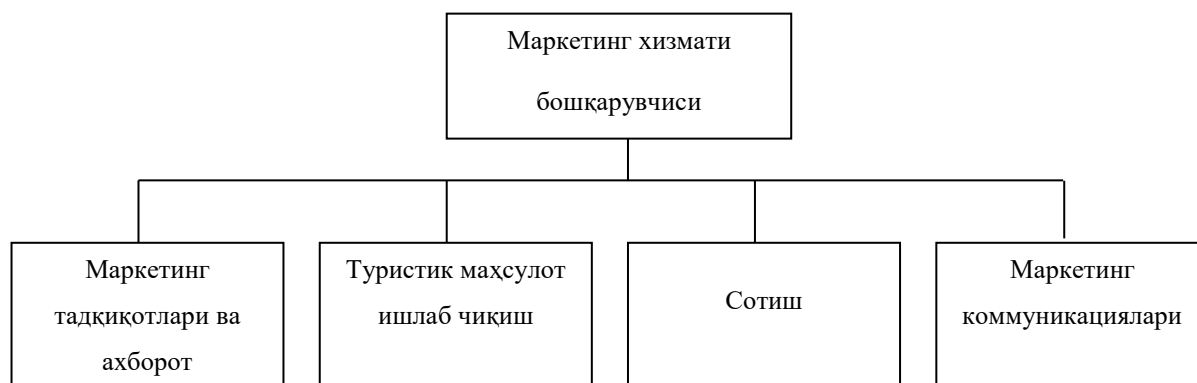 Маркетинг хизмати
бошқарувчиси
Маркетинг
тадқиқотлари ва
ахборот
Туристик маҳсулот
ишлаб чиқиш
Сотиш
Маркетинг
коммуникациялари